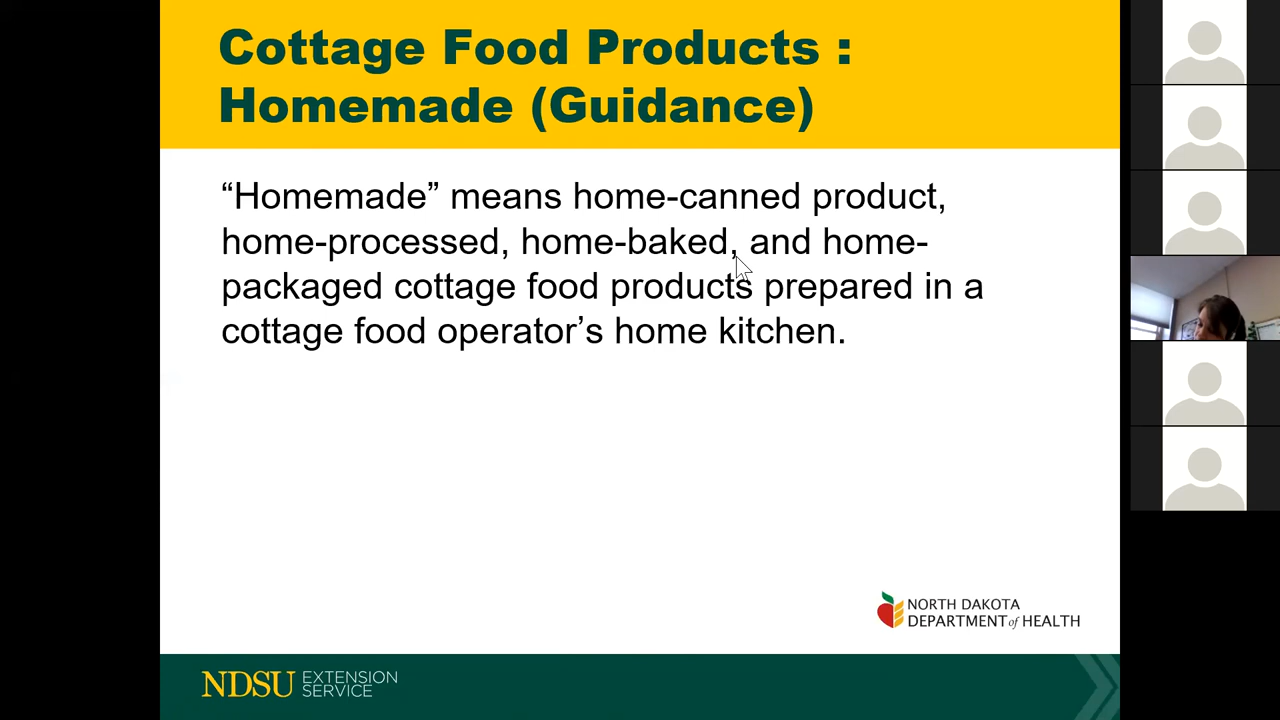 Cottage Food Products :
Homemade (Guidance)
“Homemade” means home-canned product,
home-processed, home-baked, and home-
packaged cottage food products prepared in a
cottage food operator’s home kitchen.
NORTH DAKOTA
DEPARTMENT of HEALTH
NDSU EXTENSION
SERVICE